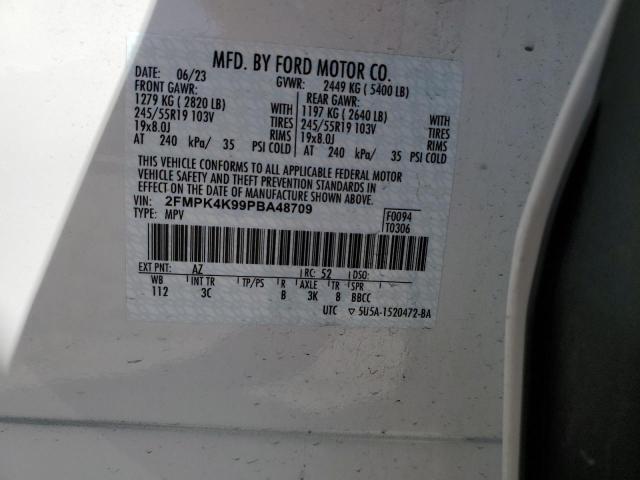 MFD. BY FORD MOTOR CO.
DATE: 06/23 GVWR: 2449 KG ( 5400 LB)
FRONT GAWR: REAR GAWR:
1279 KG ( 2820 LB) WITH 1197 KG ( 2640 LB) WITH
245/55R19 103V TIRES 245/55R19 103V TIRES
19x8.0J RIMS 19x8.0J RIMS
AT 240 kPa/ 35 PSI COLD AT 240 kPa/ 35 PSI COLD
THIS VEHICLE CONFORMS TO ALL APPLICABLE FEDERAL MOTOR
VEHICLE SAFETY AND THEFT PREVENTION STANDARDS IN
EFFECT ON THE DATE OF MANUFACTURE SHOWN ABOVE.
VIN: 2FMPK4K99PBA48709 F0094
TYPE: MPV T0306
EXT PNT: AZ RC: 52 DSO:
WB INT TR TP/PS R AXLE TR SPR
112 3C B 3K 8 BBCC
UTC ▽ 5U5A-1520472-BA